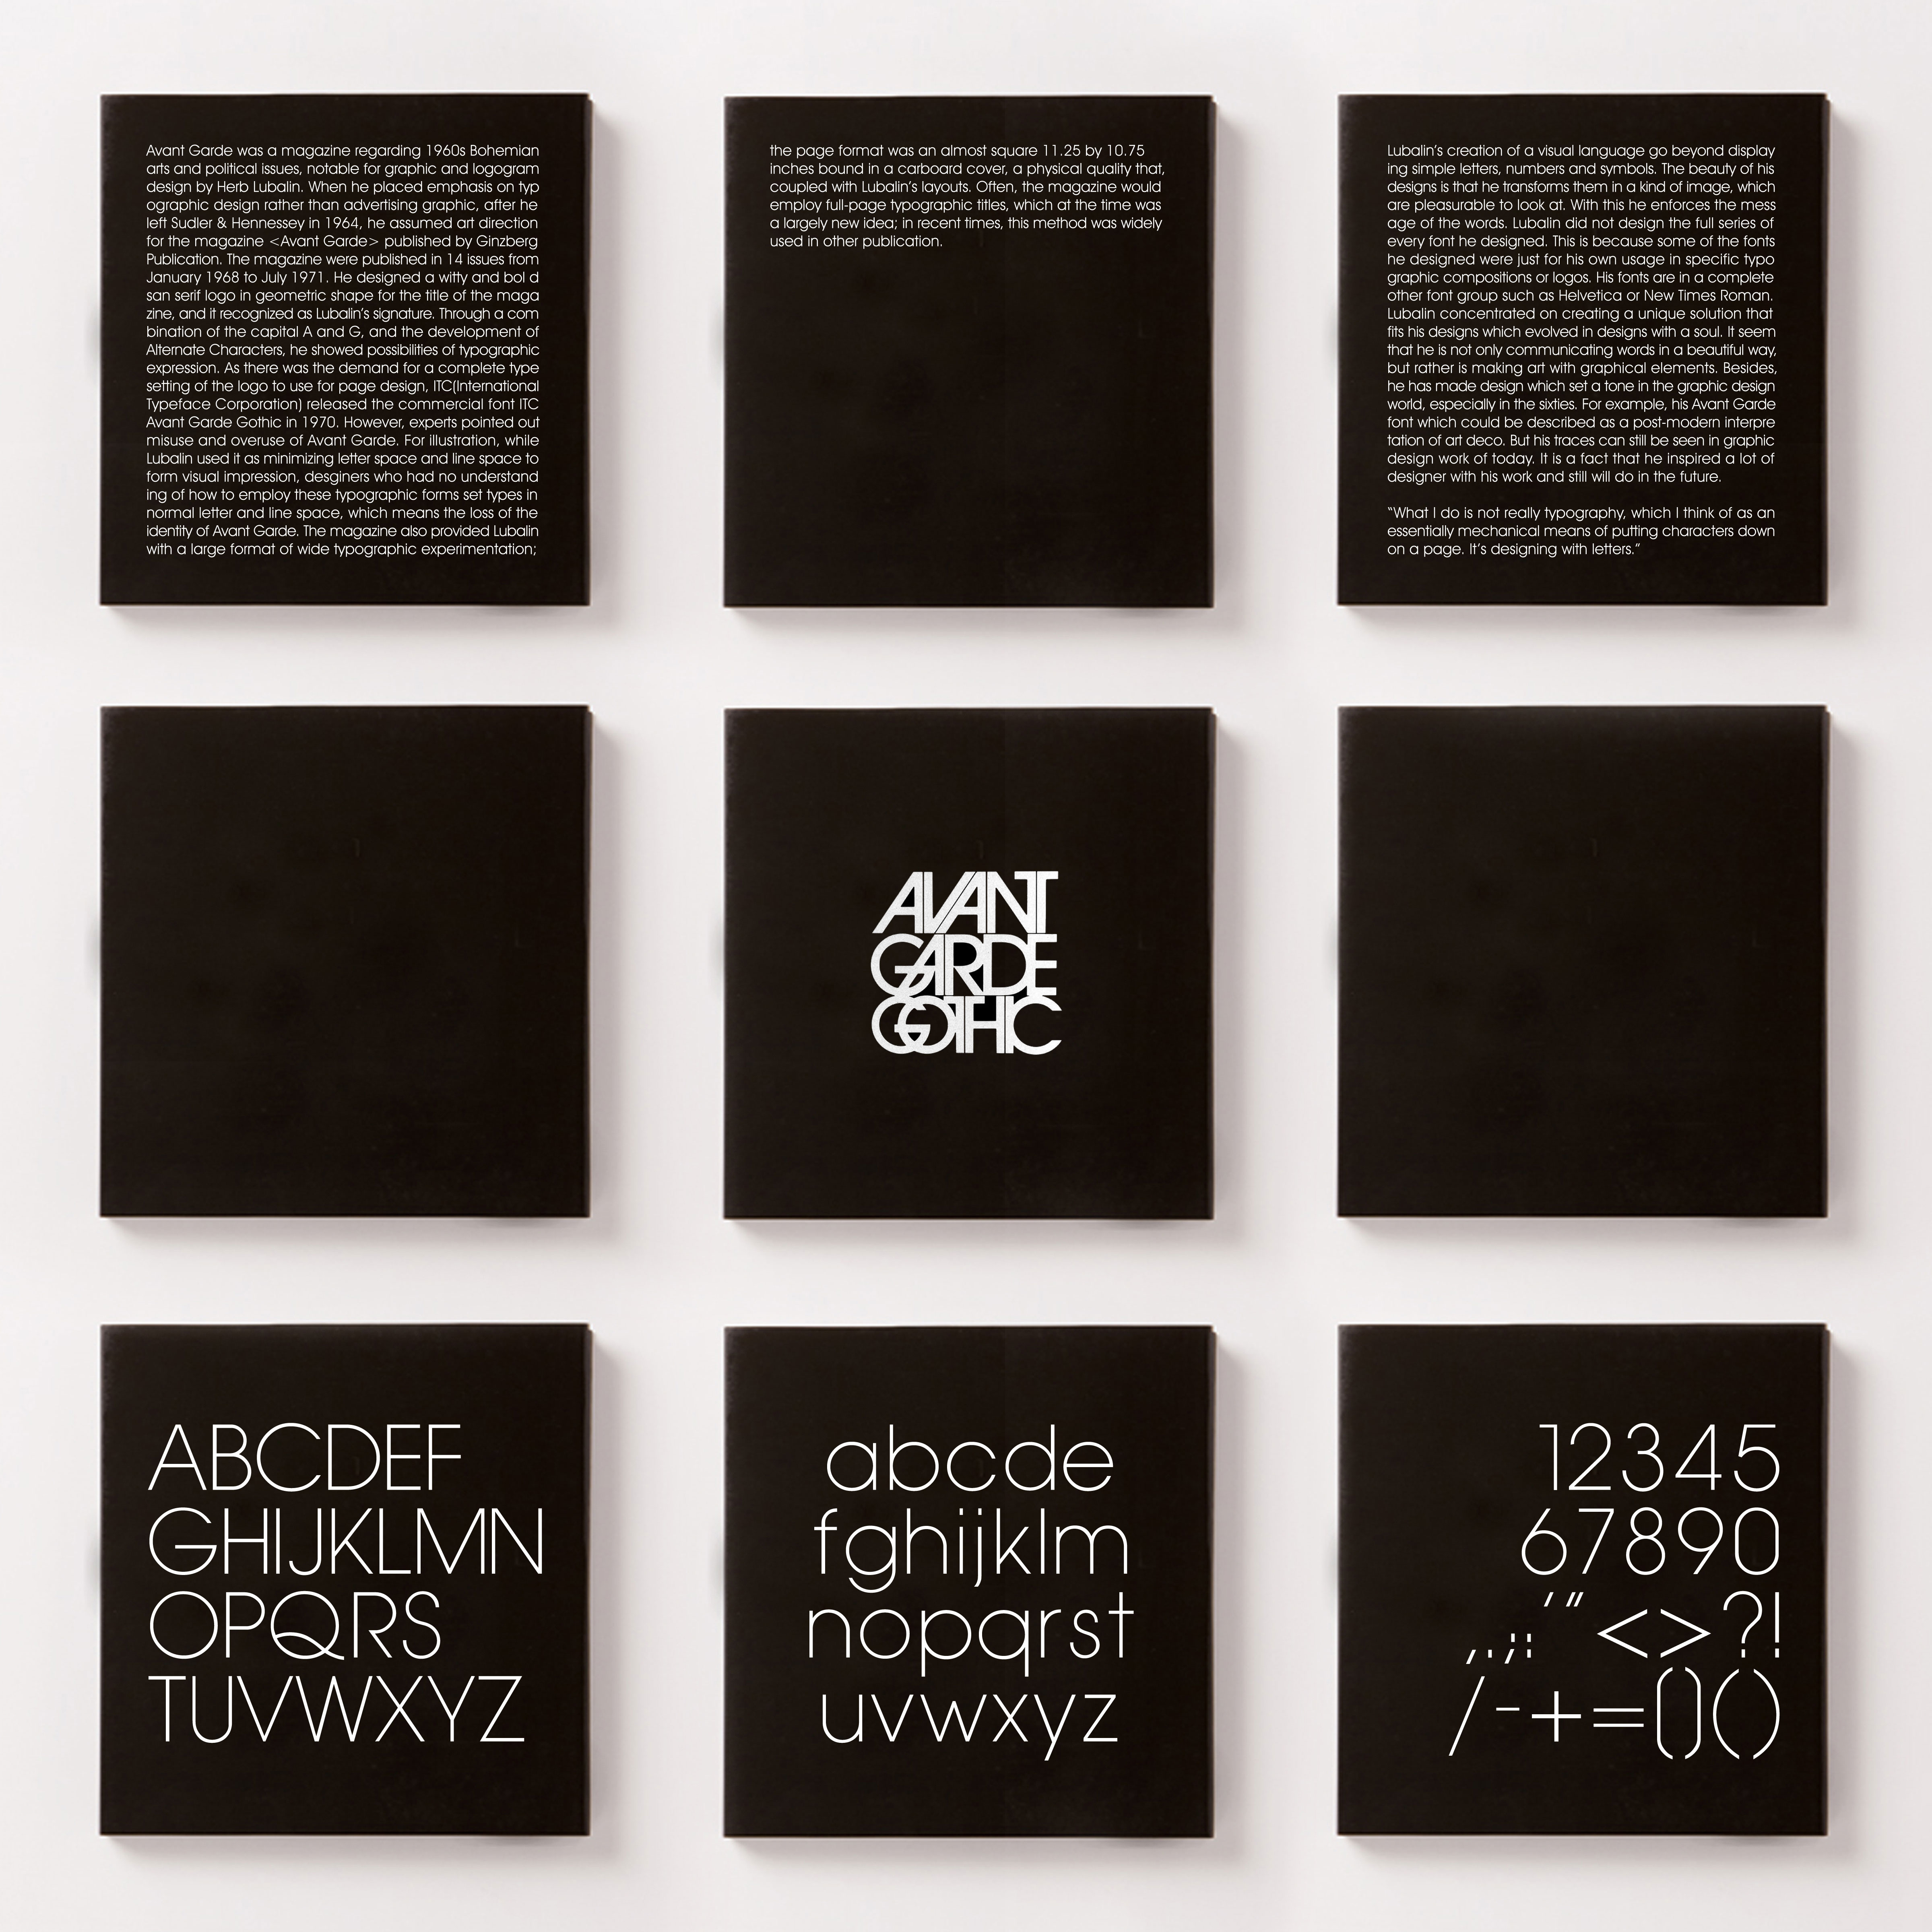 Avant Garde was a magazine regarding 1960s Bohemian
arts and political issues, notable for graphic and logogram
design by Herb Lubalin. When he placed emphasis on typ
ographic design rather than advertising graphic, after he
left Sudler & Hennessey in 1964, he assumed art direction
for the magazine <Avant Garde> published by Ginzberg
Publication. The magazine were published in 14 issues from
January 1968 to July 1971. He designed a witty and bol d
san serif logo in geometric shape for the title of the maga
zine, and it recognized as Lubalin's signature. Through a com
bination of the capital A and G, and the development of
Alternate Characters, he showed possibilities of typographic
expression. As there was the demand for a complete type
setting of the logo to use for page design, ITC(International
Typeface Corporation) released the commercial font ITC
Avant Garde Gothic in 1970. However, experts pointed out
misuse and overuse of Avant Garde. For illustration, while
Lubalin used it as minimizing letter space and line space to
form visual impression, desginers who had no understand
ing of how to employ these typographic forms set types in
normal letter and line space, which means the loss of the
identity of Avant Garde. The magazine also provided Lubalin
with a large format of wide typographic experimentation;
the page format was an almost square 11.25 by 10.75
inches bound in a carboard cover, a physical quality that,
coupled with Lubalin's layouts. Often, the magazine would
employ full-page typographic titles, which at the time was
a largely new idea; in recent times, this method was widely
used in other publication.
Lubalin's creation of a visual language go beyond display
ing simple letters, numbers and symbols. The beauty of his
designs is that he transforms them in a kind of image, which
are pleasurable to look at. With this he enforces the mess
age of the words. Lubalin did not design the full series of
every font he designed. This is because some of the fonts
he designed were just for his own usage in specific typo
graphic compositions or logos. His fonts are in a complete
other font group such as Helvetica or New Times Roman.
Lubalin concentrated on creating a unique solution that
fits his designs which evolved in designs with a soul. It seem
that he is not only communicating words in a beautiful way,
but rather is making art with graphical elements. Besides,
he has made design which set a tone in the graphic design
world, especially in the sixties. For example, his Avant Garde
font which could be described as a post-modern interpre
tation of art deco. But his traces can still be seen in graphic
design work of today. It is a fact that he inspired a lot of
designer with his work and still will do in the future.
“What I do is not really typography, which I think of as an
essentially mechanical means of putting characters down
on a page. It's designing with letters.”
AVANT
GARDE
GOTHIC
ABCDEF
GHIJKLMN
OPQRS
TUVWXYZ
abcde
fghijklm
nopqrst
uvwxyz
12345
67890
,.;:'"<>?!
/-+=()()